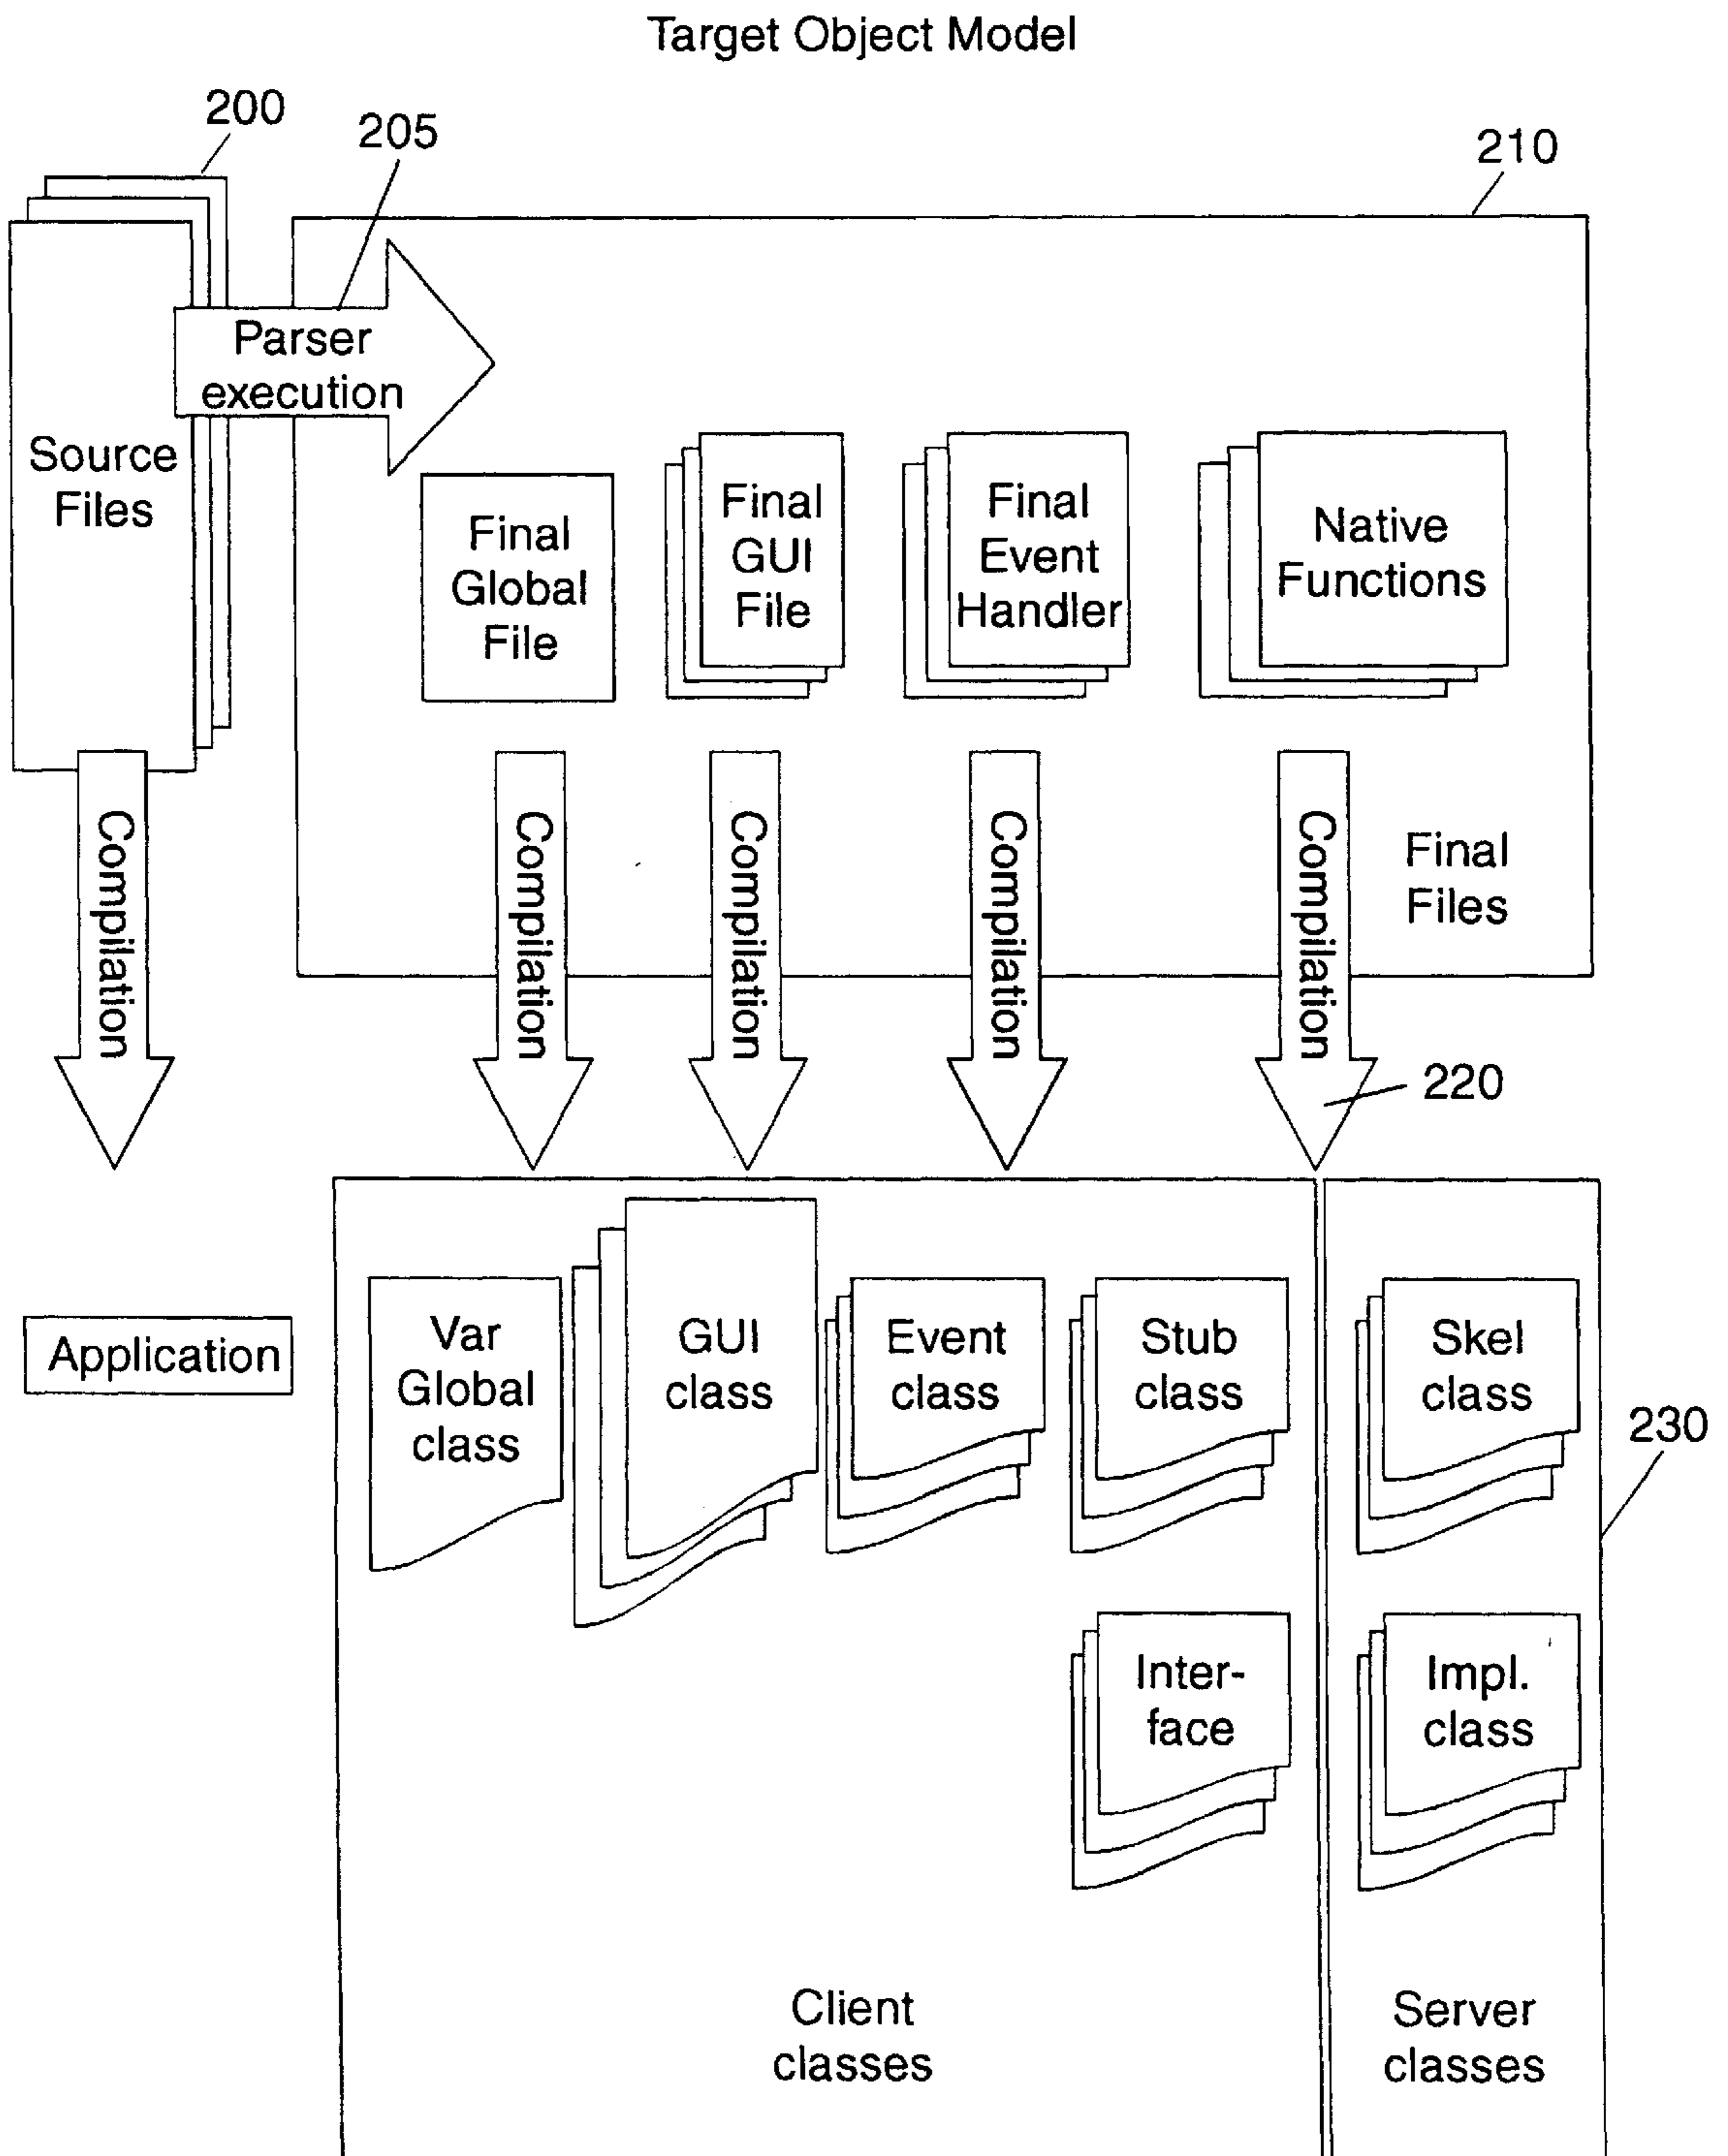 Target Object Model
200
205
210
Parser
execution
Source
Files
Final
Global
File
Final
GUI
File
Final
Event
Handler
Native
Functions
Compilation
Compilation
Compilation
Compilation
Compilation
Final
Files
220
Application
Var
Global
class
GUI
class
Event
class
Stub
class
Skel
class
230
Inter-
face
Impl.
class
Client
classes
Server
classes